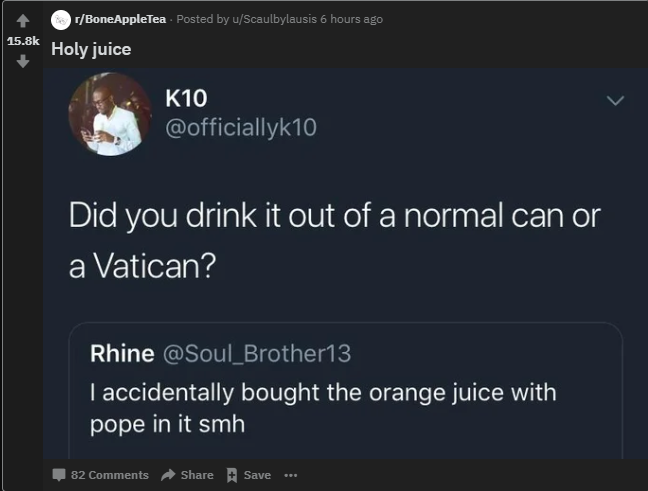 r/BoneAppleTea · Posted by u/Scaulbylausis 6 hours ago
15.8k
Holy juice
K10
@officiallyk10
Did you drink it out of a normal can or
a Vatican?
Rhine @Soul_Brother13
I accidentally bought the orange juice with
pope in it smh
82 Comments Share Save ···